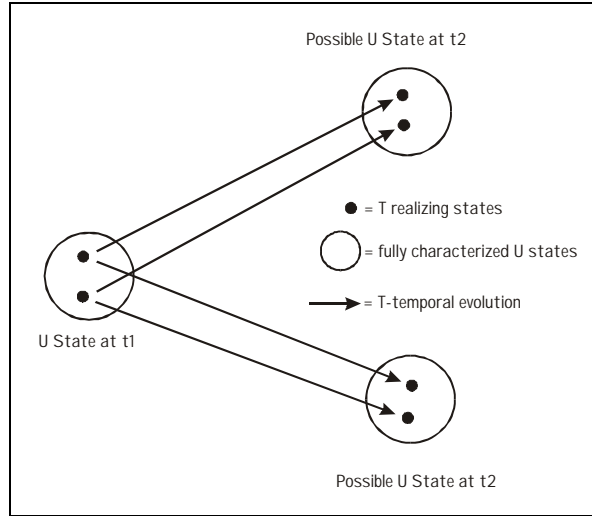 Possible U State at t2
= T realizing states
= fully characterized U states
= T-temporal evolution
U State at t1
Possible U State at t2